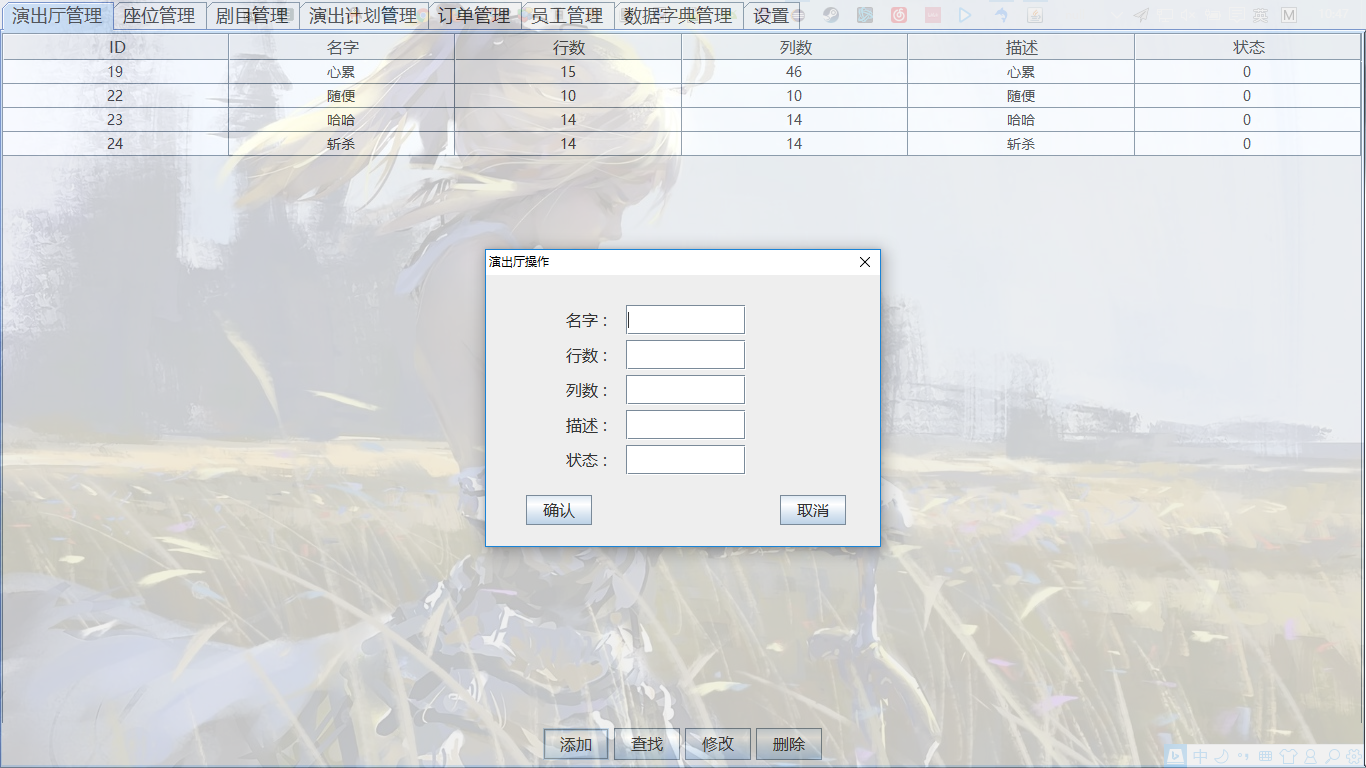 演出厅管理 座位管理 剧目管理 演出计划管理 订单管理 员工管理 数据字典管理 设置 英 M
ID 名字 行数 列数 描述 状态
19 心累 15 46 心累 0
22 随便 10 10 随便 0
23 哈哈 14 14 哈哈 0
24 斩杀 14 14 斩杀 0
演出厅操作
名字：
行数：
列数：
描述：
状态：
确认 取消
添加 查找 修改 删除
中